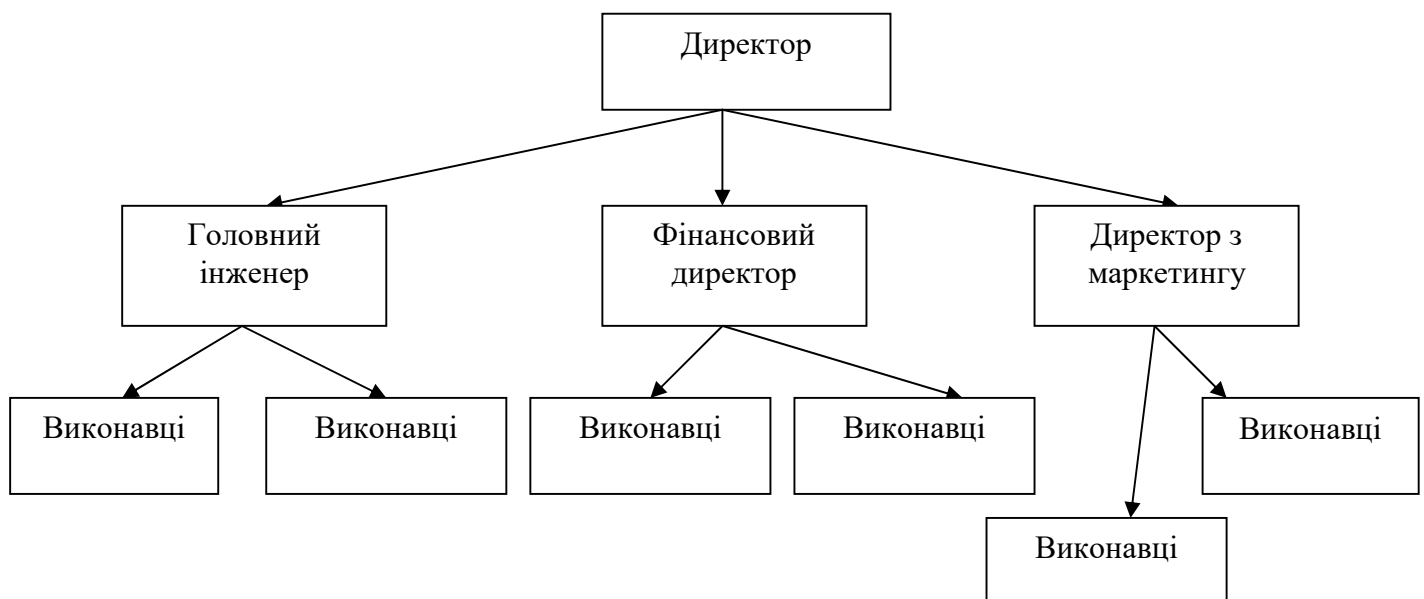 Директор
Головний
інженер
Фінансовий
директор
Директор з
маркетингу
Виконавці
Виконавці
Виконавці
Виконавці
Виконавці
Виконавці